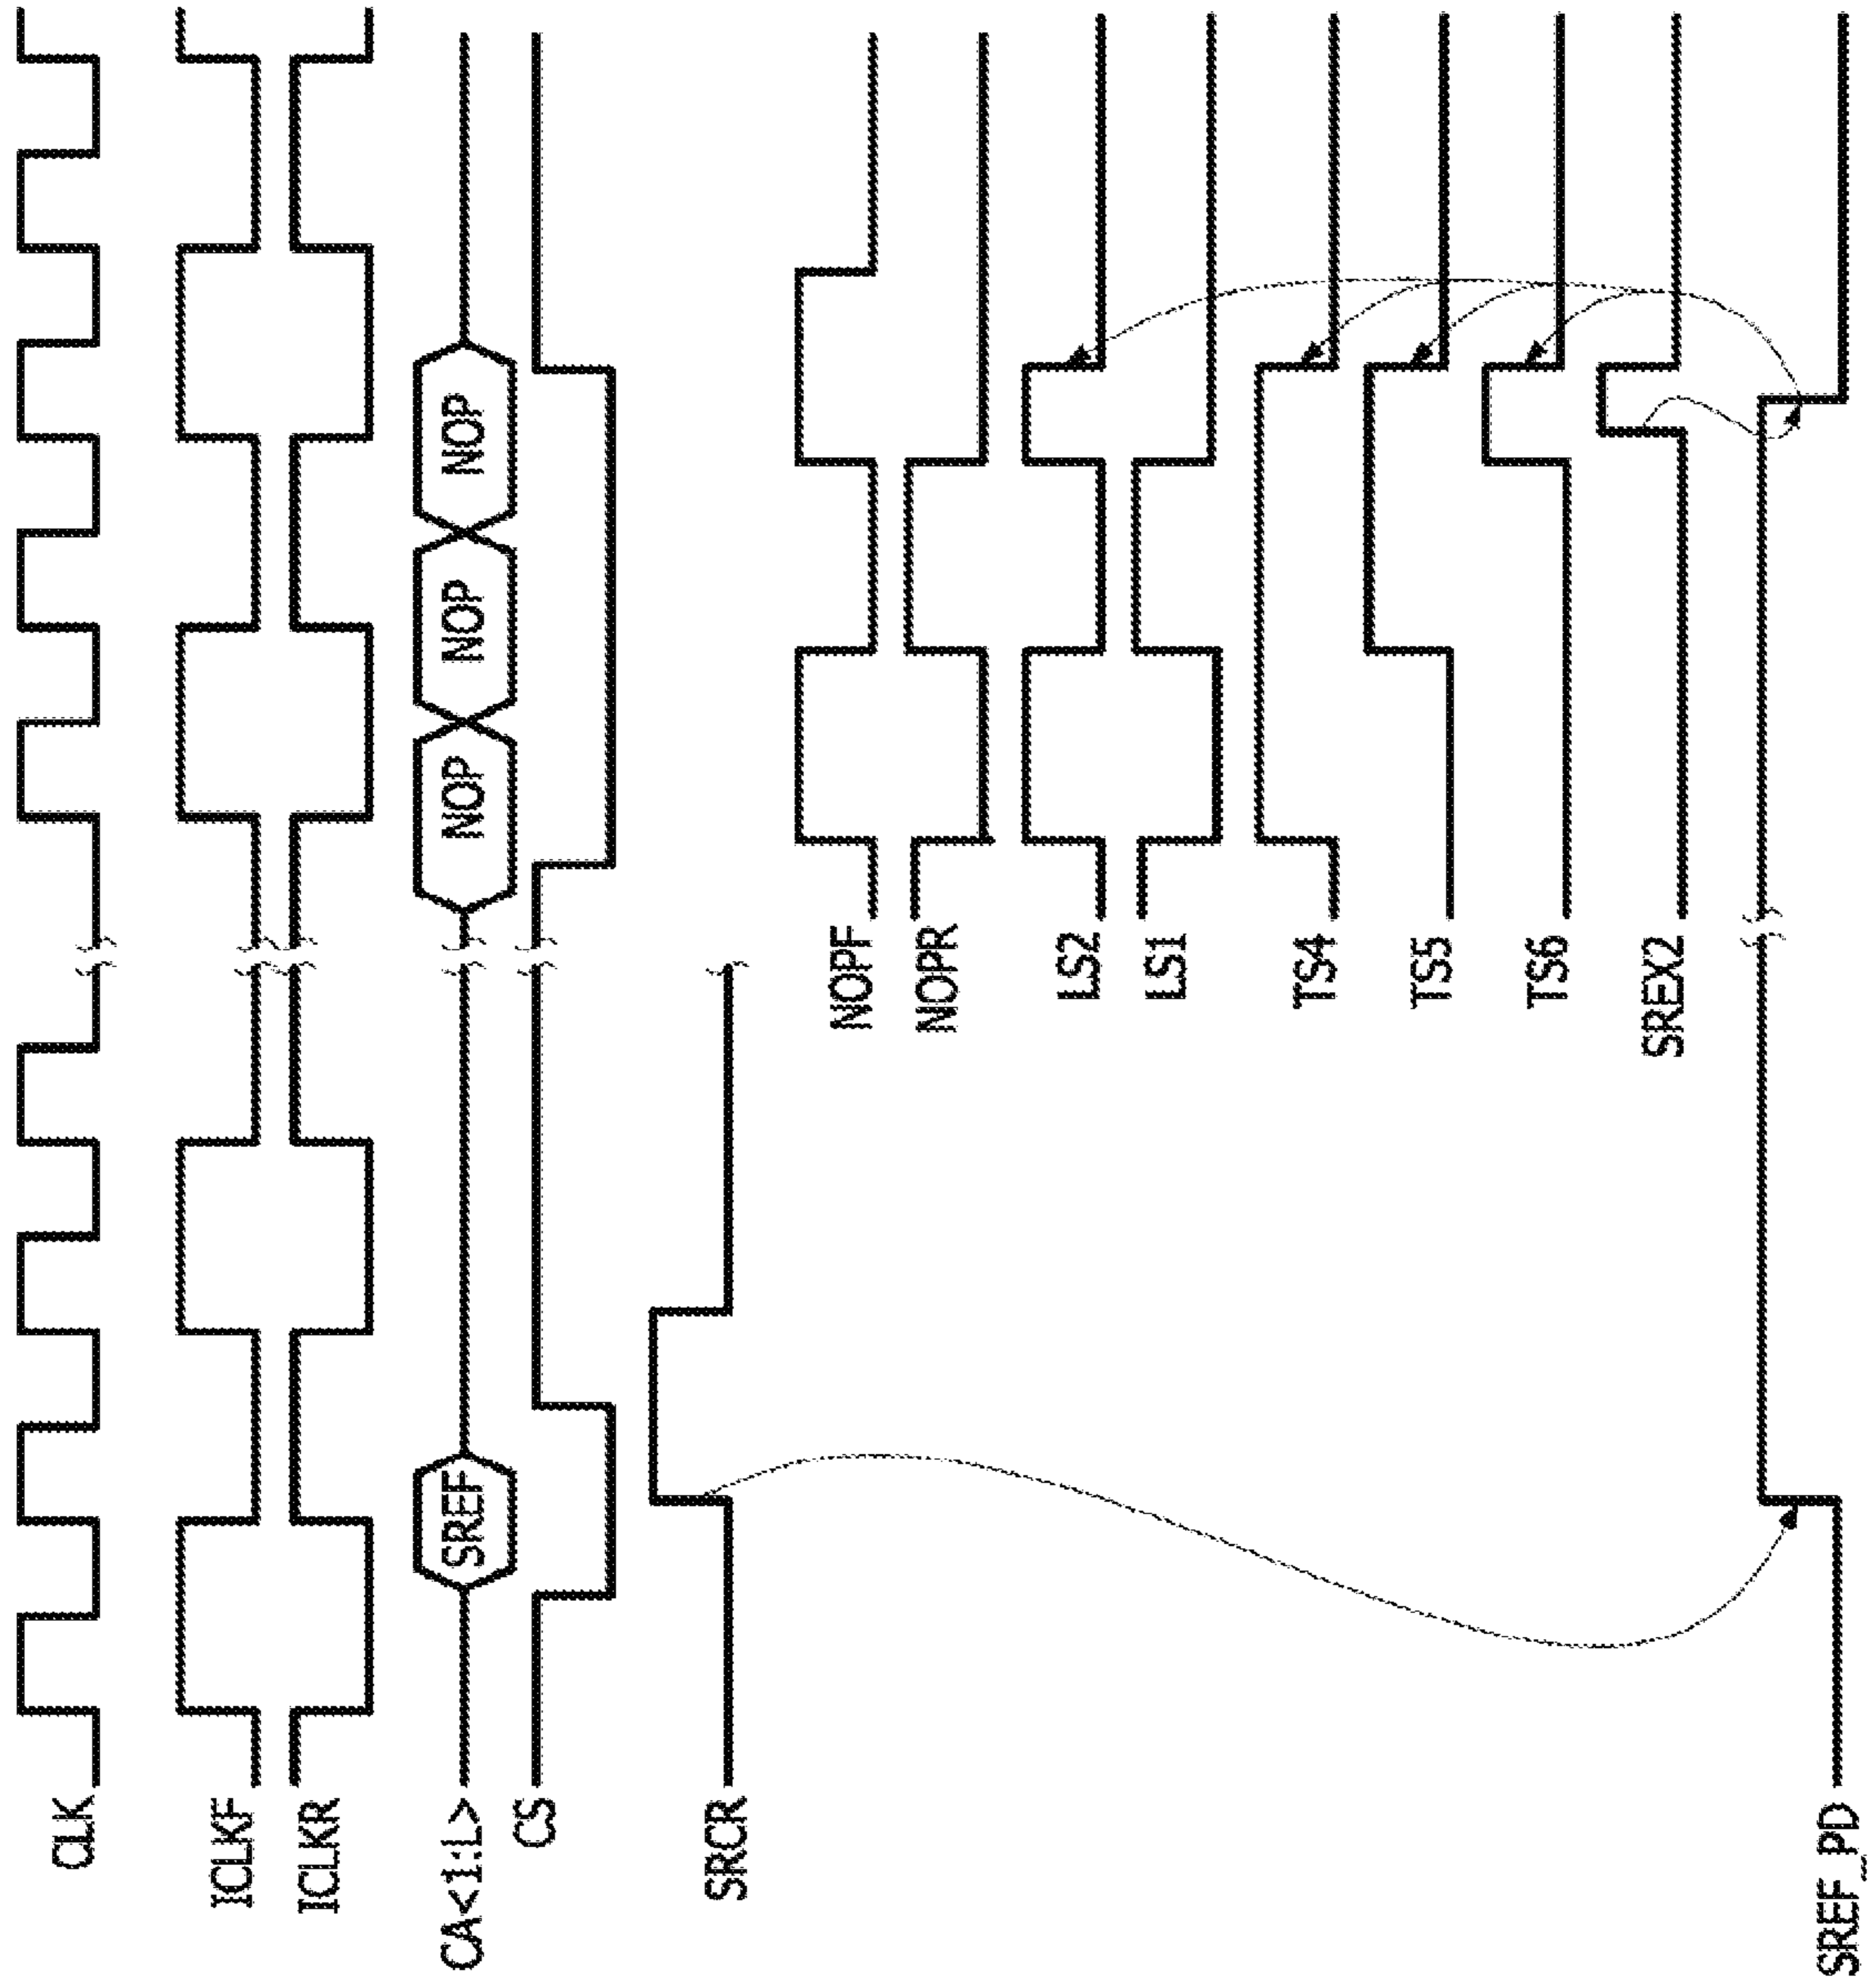 CLK
ICLKF
ICLKR
CA<1:L> SREF NOP NOP NOP
CS
SRCR
NOPF
NOPR
LS2
LS1
TS4
TS5
TS6
SREX2
SREF_PD